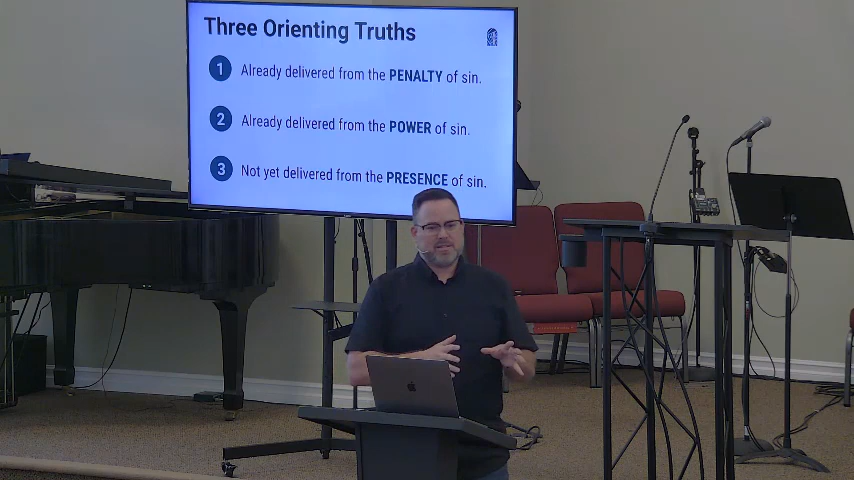 Three Orienting Truths
1 Already delivered from the PENALTY of sin.
2 Already delivered from the POWER of sin.
3 Not yet delivered from the PRESENCE of sin.